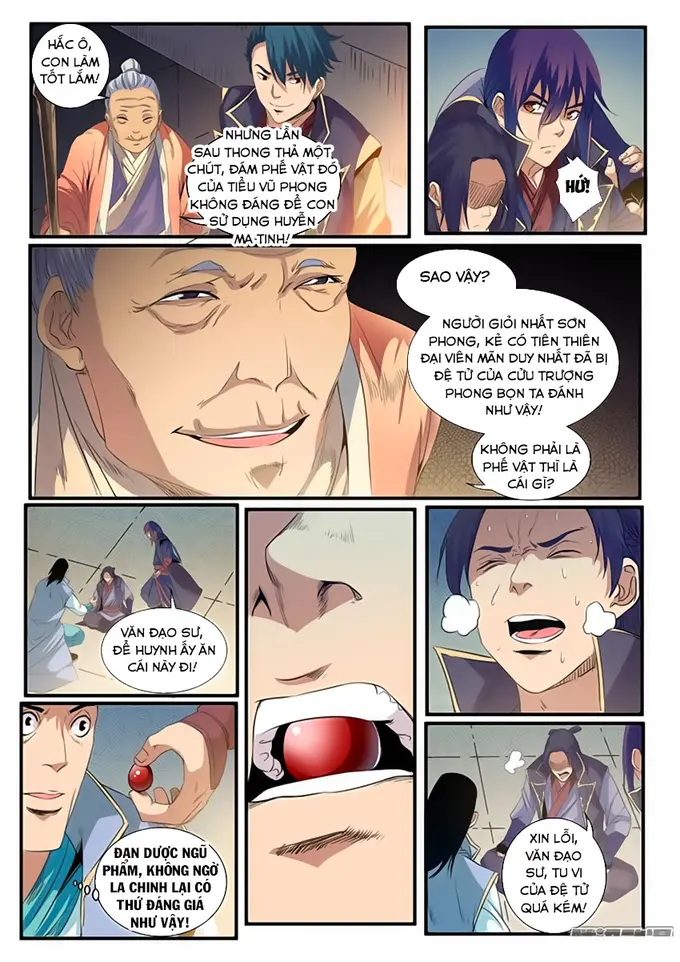 HẮC Ô,
CON LÀM
TỐT LẮM!
NHƯNG LẦN
SAU THONG THẢ MỘT
CHÚT, ĐÁM PHẾ VẬT ĐÓ
CỦA TIỂU VŨ PHONG
KHÔNG ĐÁNG ĐỂ CON
SỬ DỤNG HUYỄN
MA TINH!
HỨ!
SAO VẬY?
NGƯỜI GIỎI NHẤT SƠN
PHONG, KẺ CÓ TIÊN THIÊN
ĐẠI VIÊN MÃN DUY NHẤT ĐÃ BỊ
ĐỆ TỬ CỦA CỬU TRƯỢNG
PHONG BỌN TA ĐÁNH
NHƯ VẬY!
KHÔNG PHẢI LÀ
PHẾ VẬT THÌ LÀ
CÁI GÌ?
VĂN ĐẠO SƯ,
ĐỂ HUYNH ẤY ĂN
CÁI NÀY ĐI!
ĐAN DƯỢC NGŨ
PHẨM, KHÔNG NGỜ
LA CHINH LẠI CÓ
THỨ ĐÁNG GIÁ
NHƯ VẬY!
XIN LỖI,
VĂN ĐẠO
SƯ, TU VI
CỦA ĐỆ TỬ
QUÁ KÉM!